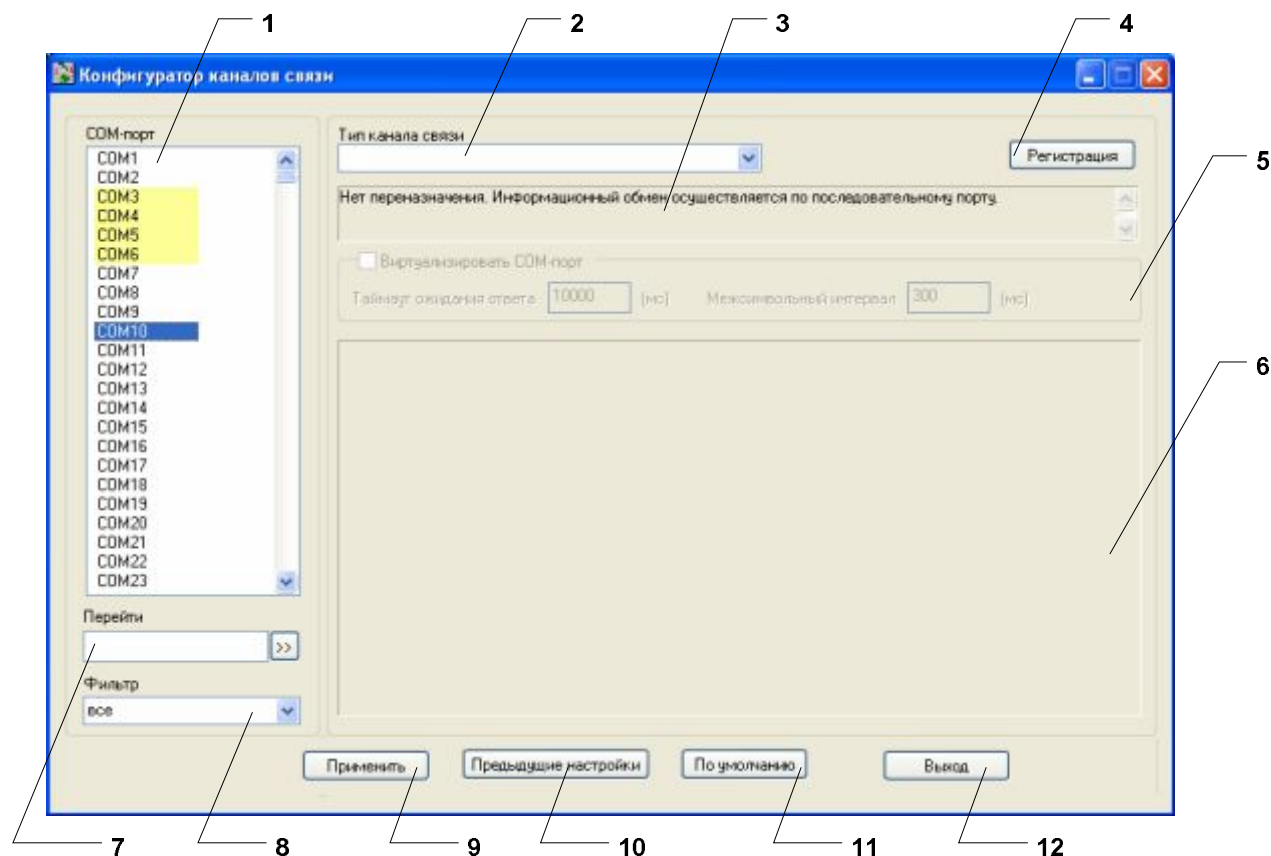 1 2 3 4
Конфигуратор каналов связи
COM-порт
COM1
COM2
COM3
COM4
COM5
COM6
COM7
COM8
COM9
COM10
COM11
COM12
COM13
COM14
COM15
COM16
COM17
COM18
COM19
COM20
COM21
COM22
COM23
Перейти
>>
Фильтр
все
Тип канала связи
Регистрация
5
Нет переназначения. Информационный обмен осуществляется по последовательному порту.
Виртуализировать COM-порт
Таймаут ожидания ответа 10000 (мс) Межсимвольный интервал 300 (мс)
6
Применить Предыдущие настройки По умолчанию Выход
7 8 9 10 11 12